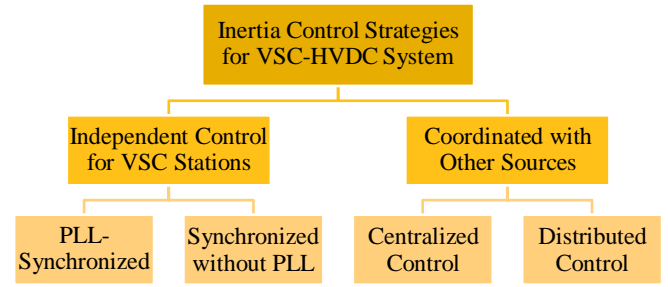 Inertia Control Strategies
for VSC-HVDC System
Independent Control
for VSC Stations
Coordinated with
Other Sources
PLL-
Synchronized
Synchronized
without PLL
Centralized
Control
Distributed
Control